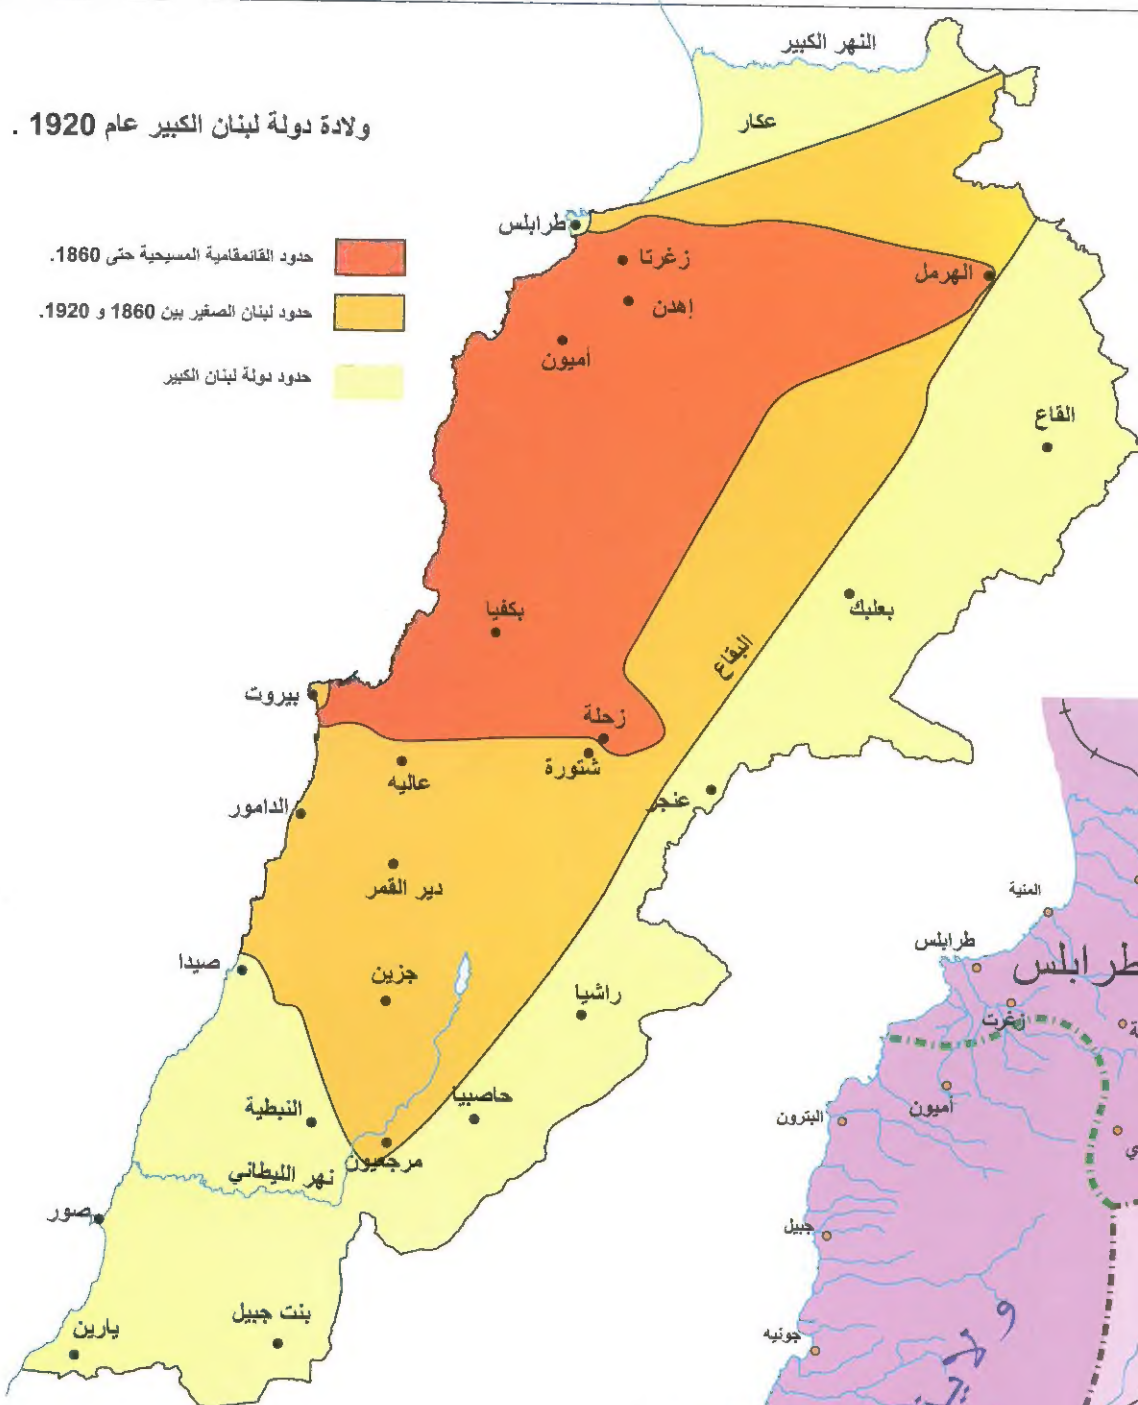 النهر الكبير
ولادة دولة لبنان الكبير عام 1920 .
عكار
طرابلس
حدود القائمقامية المسيحية حتى 1860.
زغرتا
الهرمل
حدود لبنان الصغير بين 1860 و 1920.
إهدن
أميون
حدود دولة لبنان الكبير
القاع
بكفيا
بعلبك
البقاع
بيروت
زحلة
شتورة
عاليه
عنجر
الدامور
دير القمر
صيدا
جزين
راشيا
حاصبيا
النبطية
مرجعيون
نهر الليطاني
صور
بنت جبيل
يارين
المنية
طرابلس
طرابلس
زغرت
أميون
البترون
جبيل
جونيه